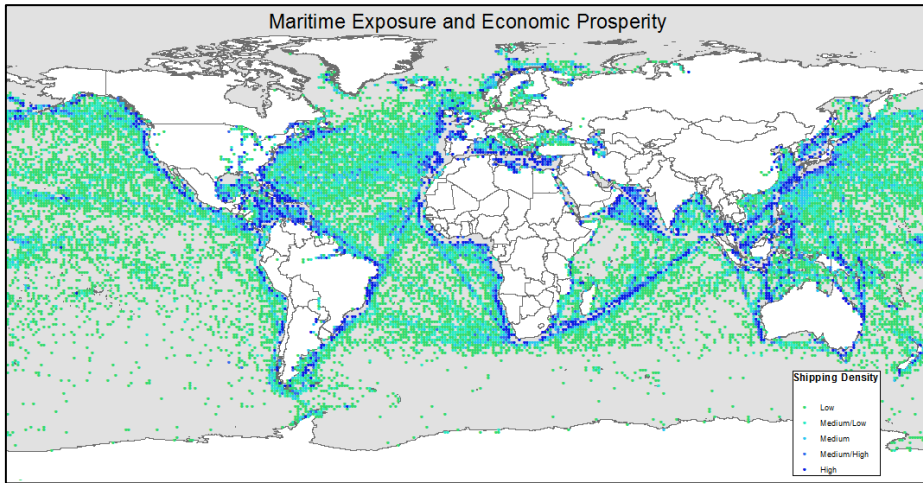 Maritime Exposure and Economic Prosperity
Shipping Density
Low
Medium/Low
Medium
Medium/High
High